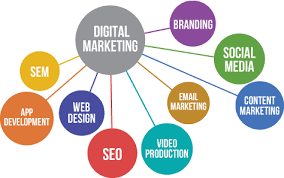 DIGITAL
MARKETING
BRANDING
SOCIAL
MEDIA
SEM
EMAIL
MARKETING
CONTENT
MARKETING
APP
DEVELOPMENT
WEB
DESIGN
SEO
VIDEO
PRODUCTION